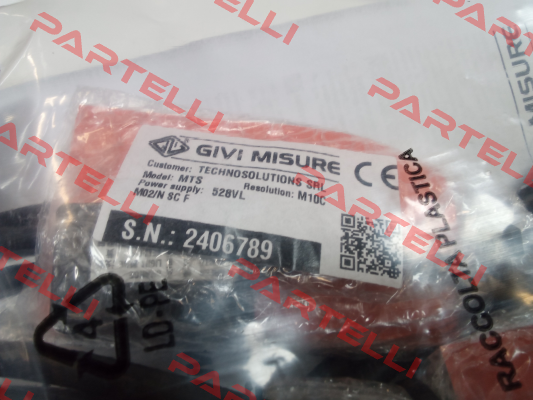 GIVI MISURE
CE
Customer: TECHNOSOLUTIONS SRL
Model: MTS
Resolution: M10C
Power supply: 528VL
M02/N SC F
S.N.: 2406789
4
LD-PE
RACCOLTA PLASTICA
MISURE
PARTELLI
PARTELLI
PARTELLI
PARTELLI
PARTELLI
PARTELLI